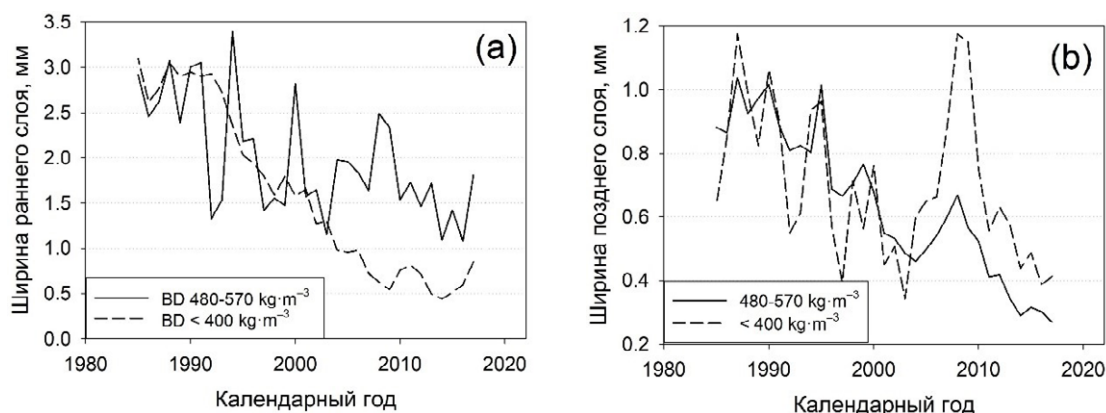 (a)
Ширина раннего слоя, мм
3.5
3.0
2.5
2.0
1.5
1.0
0.5
0.0
BD 480-570 kg·m⁻³
BD < 400 kg·m⁻³
1980 1990 2000 2010 2020
Календарный год
(b)
Ширина позднего слоя, мм
1.2
1.0
0.8
0.6
0.4
0.2
480-570 kg·m⁻³
< 400 kg·m⁻³
1980 1990 2000 2010 2020
Календарный год